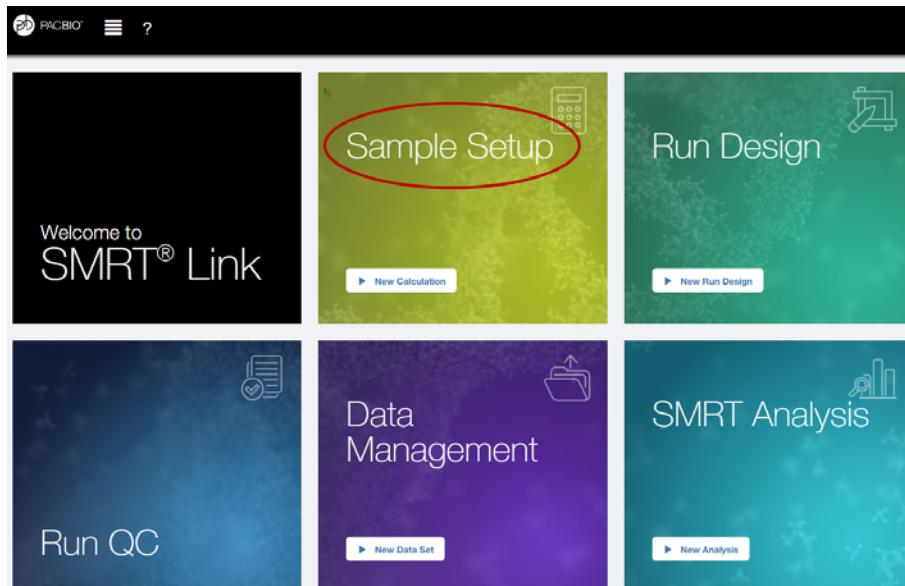 PACBIO®
?
Welcome to
SMRT® Link
Sample Setup
New Calculation
Run Design
New Run Design
Run QC
Data
Management
New Data Set
SMRT Analysis
New Analysis